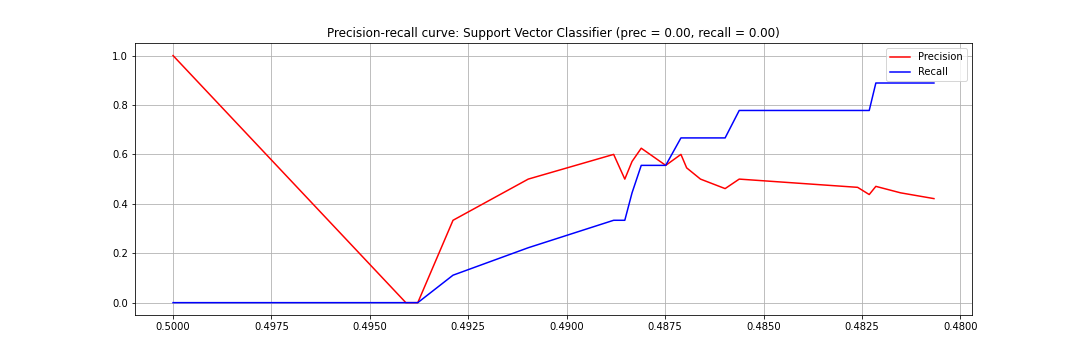 Precision-recall curve: Support Vector Classifier (prec = 0.00, recall = 0.00)
1.0
0.8
0.6
0.4
0.2
0.0
Precision
Recall
0.5000 0.4975 0.4950 0.4925 0.4900 0.4875 0.4850 0.4825 0.4800